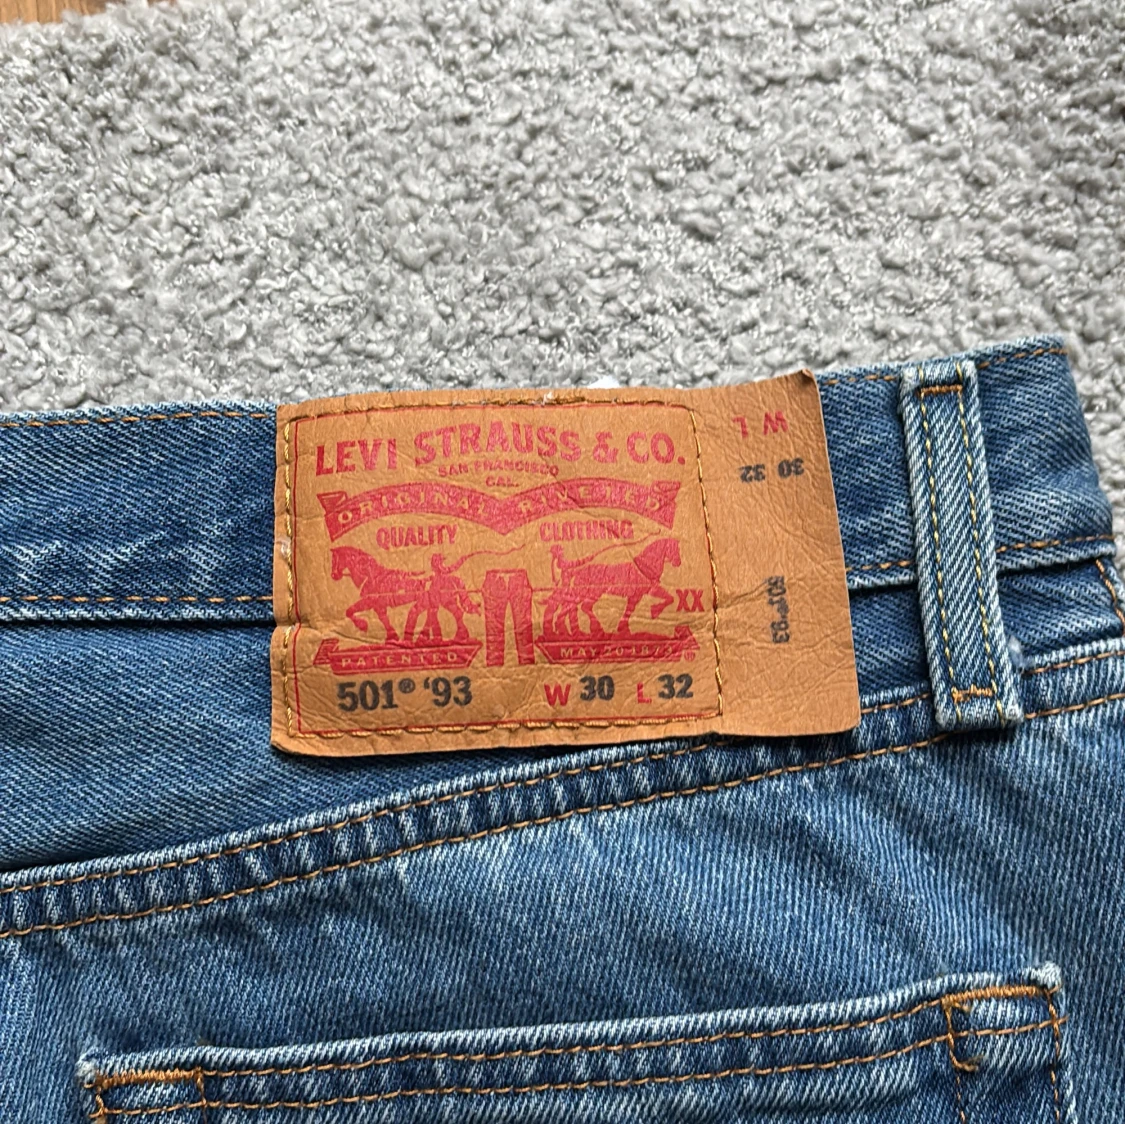 LEVI STRAUSS & CO.
SAN FRANCISCO
CAL.
ORIGINAL RIVETED
QUALITY CLOTHING
XX
PATENTED MAY 20 1873 ®
501® '93 W 30 L 32
W L
30 32
501®'93